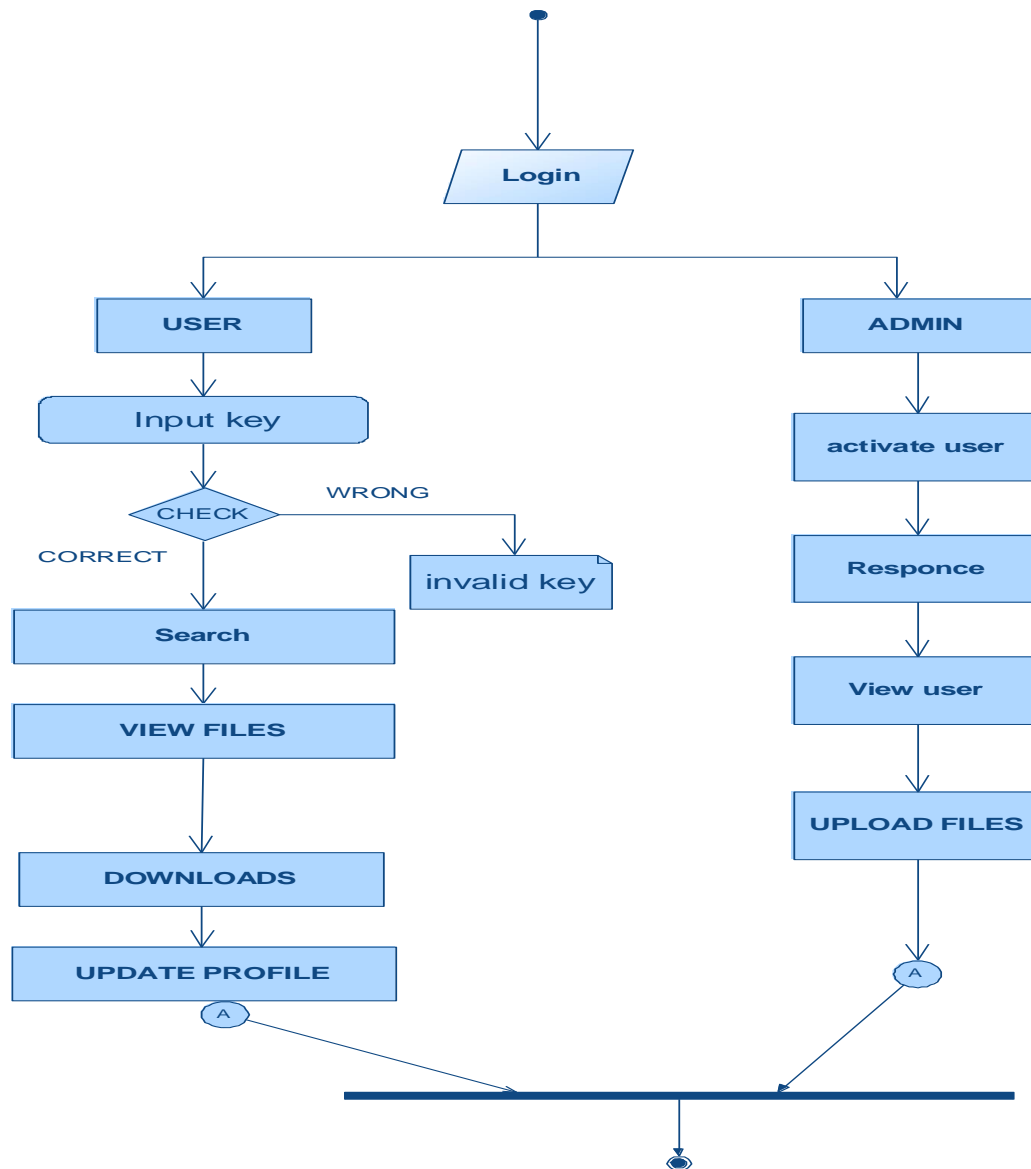 Login
USER
ADMIN
Input key
activate user
WRONG
CHECK
CORRECT
invalid key
Responce
Search
View user
VIEW FILES
UPLOAD FILES
DOWNLOADS
UPDATE PROFILE
A
A